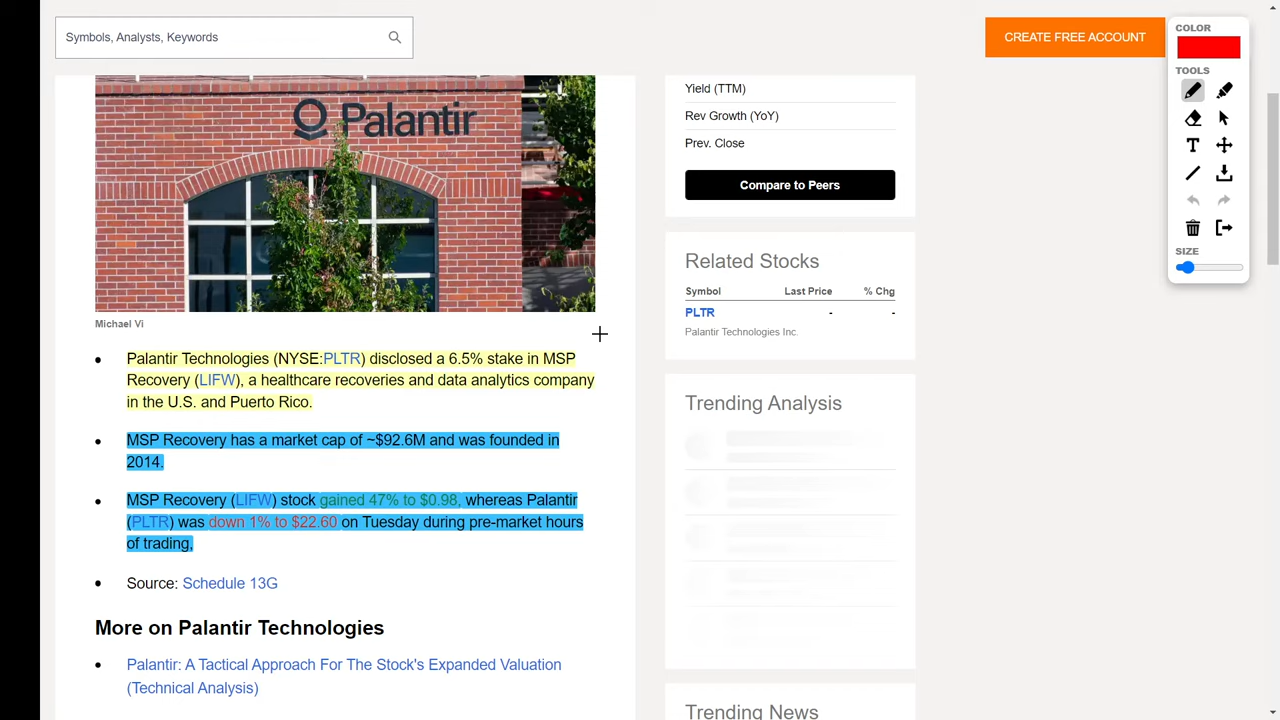 Symbols, Analysts, Keywords
CREATE FREE ACCOUNT
Palantir
Michael Vi
Palantir Technologies (NYSE:PLTR) disclosed a 6.5% stake in MSP
Recovery (LIFW), a healthcare recoveries and data analytics company
in the U.S. and Puerto Rico.
MSP Recovery has a market cap of ~$92.6M and was founded in
2014.
MSP Recovery (LIFW) stock gained 47% to $0.98, whereas Palantir
(PLTR) was down 1% to $22.60 on Tuesday during pre-market hours
of trading,
Source: Schedule 13G
More on Palantir Technologies
Palantir: A Tactical Approach For The Stock's Expanded Valuation
(Technical Analysis)
Yield (TTM)
Rev Growth (YoY)
Prev. Close
Compare to Peers
Related Stocks
Symbol Last Price % Chg
PLTR - -
Palantir Technologies Inc.
Trending Analysis
Trending News
COLOR
TOOLS
T
SIZE